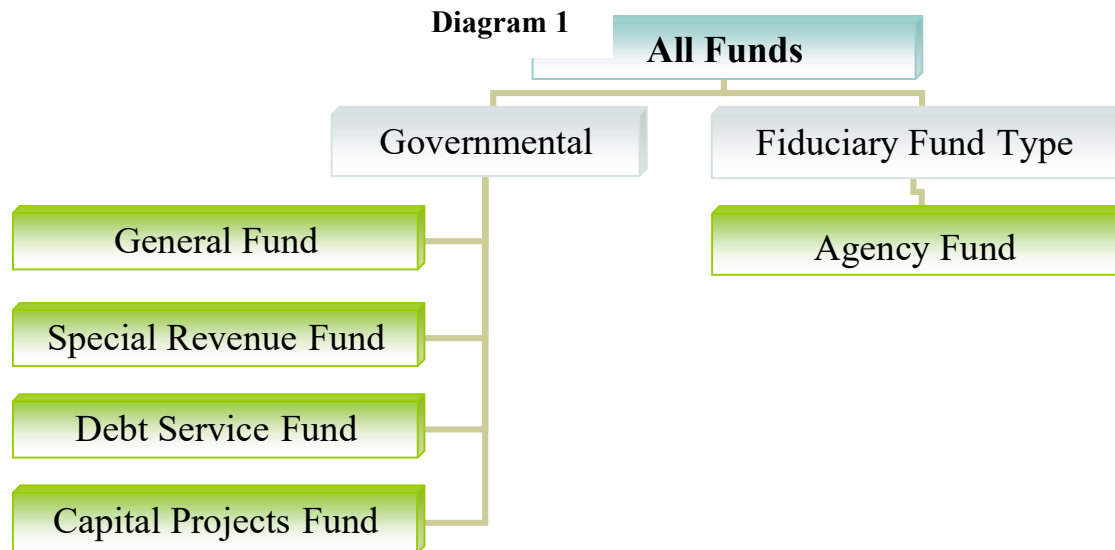 Diagram 1
All Funds
Governmental
Fiduciary Fund Type
General Fund
Agency Fund
Special Revenue Fund
Debt Service Fund
Capital Projects Fund